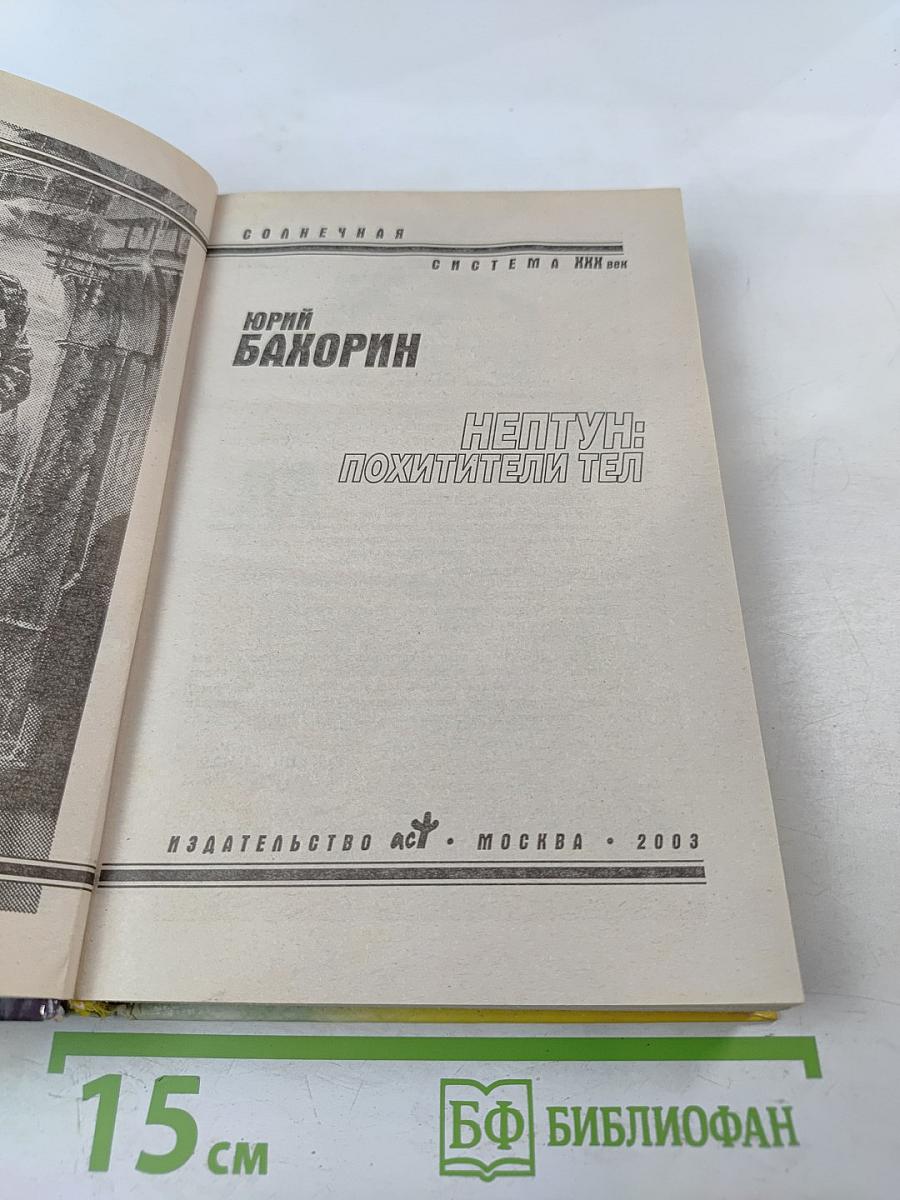 СОЛНЕЧНАЯ
СИСТЕМА XXX век
ЮРИЙ
БАХОРИН
НЕПТУН:
ПОХИТИТЕЛИ ТЕЛ
ИЗДАТЕЛЬСТВО аст • МОСКВА • 2003
15 см
БФ БИБЛИОФАН